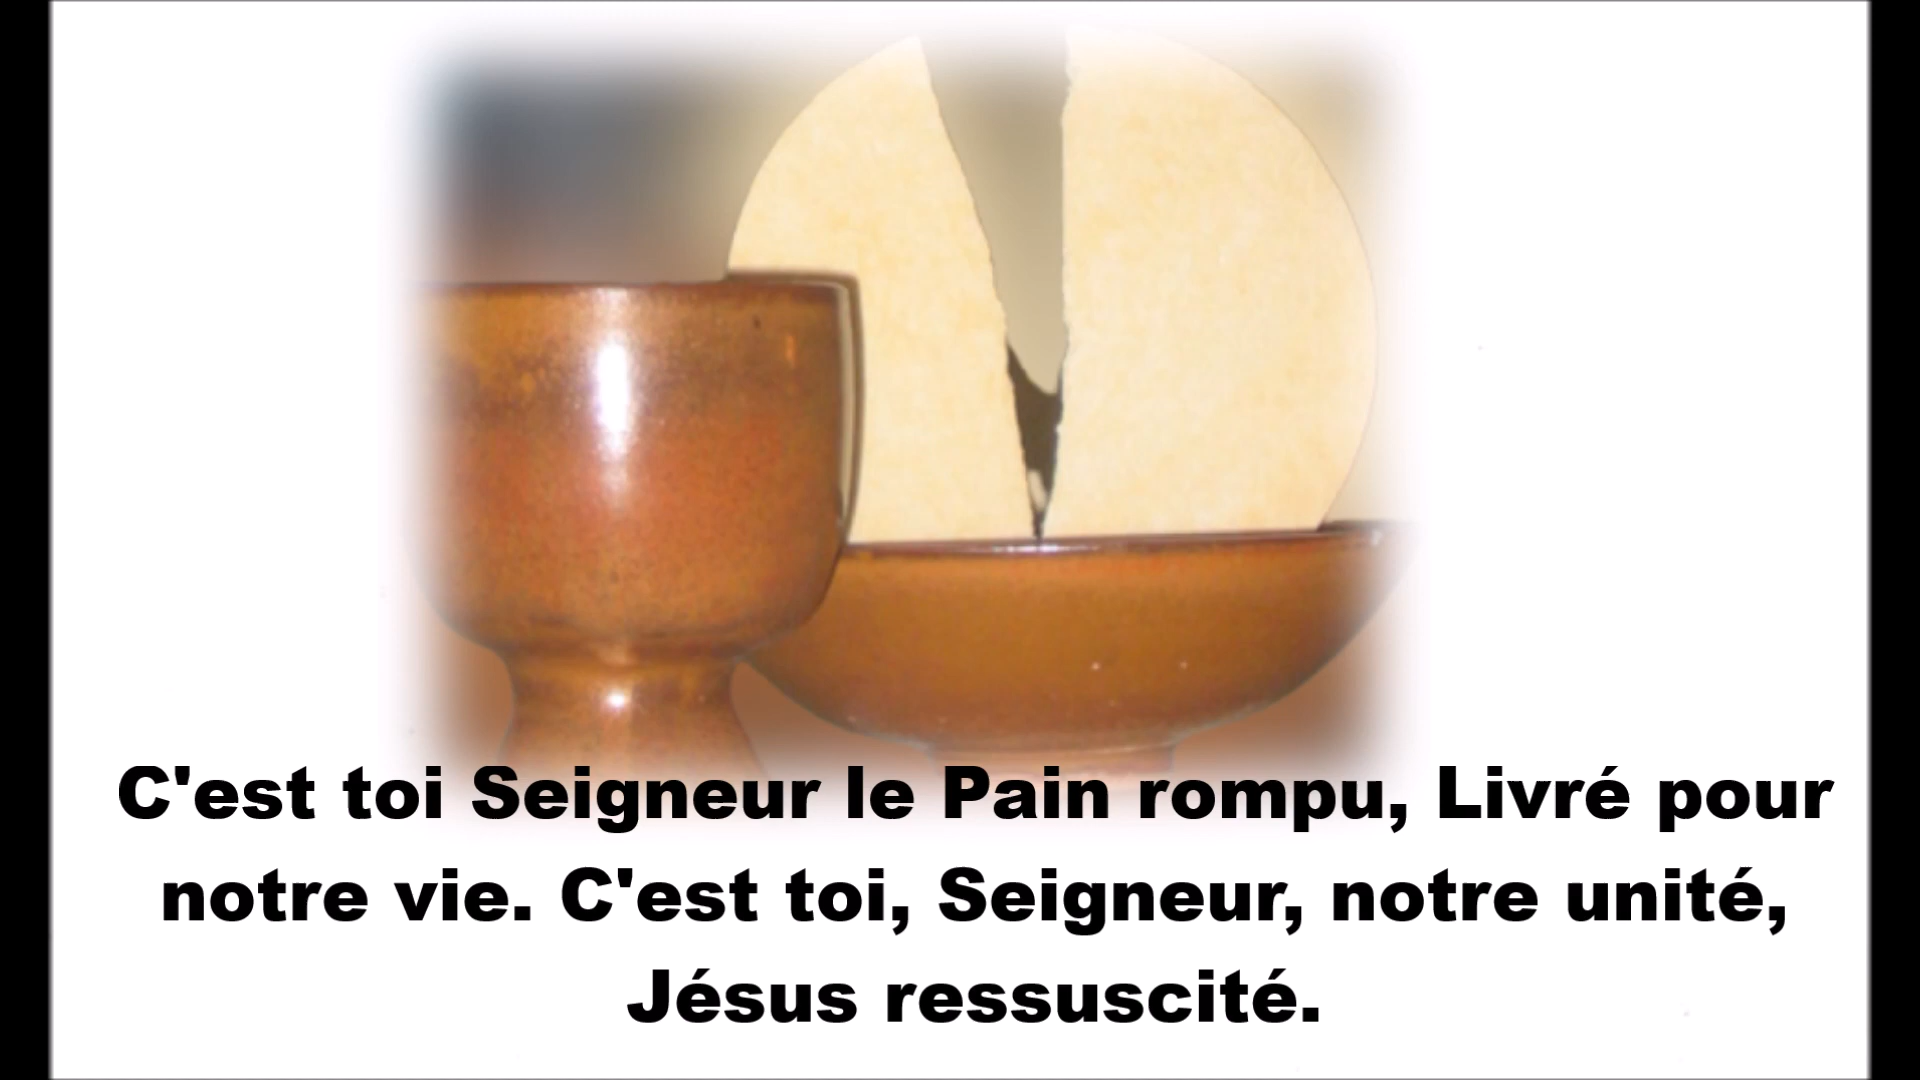 C'est toi Seigneur le Pain rompu, Livré pour
notre vie. C'est toi, Seigneur, notre unité,
Jésus ressuscité.